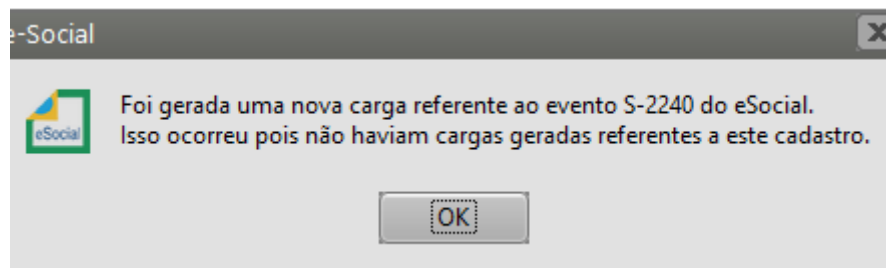 e-Social
Foi gerada uma nova carga referente ao evento S-2240 do eSocial.
eSocial
Isso ocorreu pois não haviam cargas geradas referentes a este cadastro.
OK